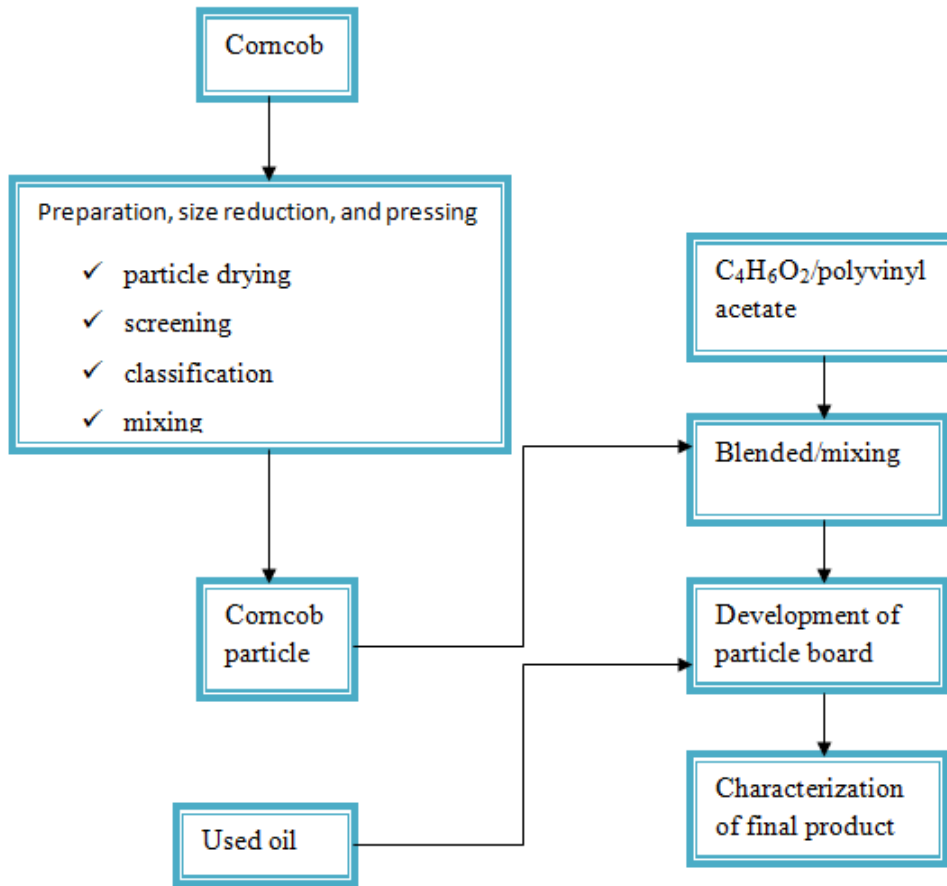 Corncob
Preparation, size reduction, and pressing
✓ particle drying
✓ screening
✓ classification
✓ mixing
Corncob
particle
Used oil
C₄H₆O₂/polyvinyl
acetate
Blended/mixing
Development of
particle board
Characterization
of final product